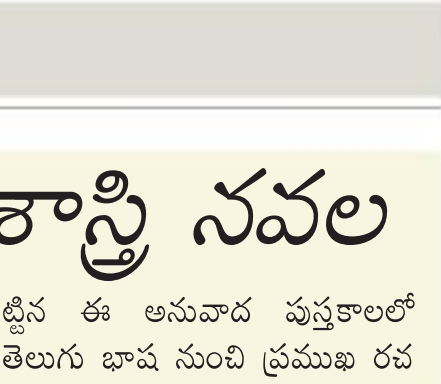 శాస్త్రి నవల
ట్టిన ఈ అనువాద పుస్తకాలలో
తెలుగు భాష నుంచి ప్రముఖ రచ